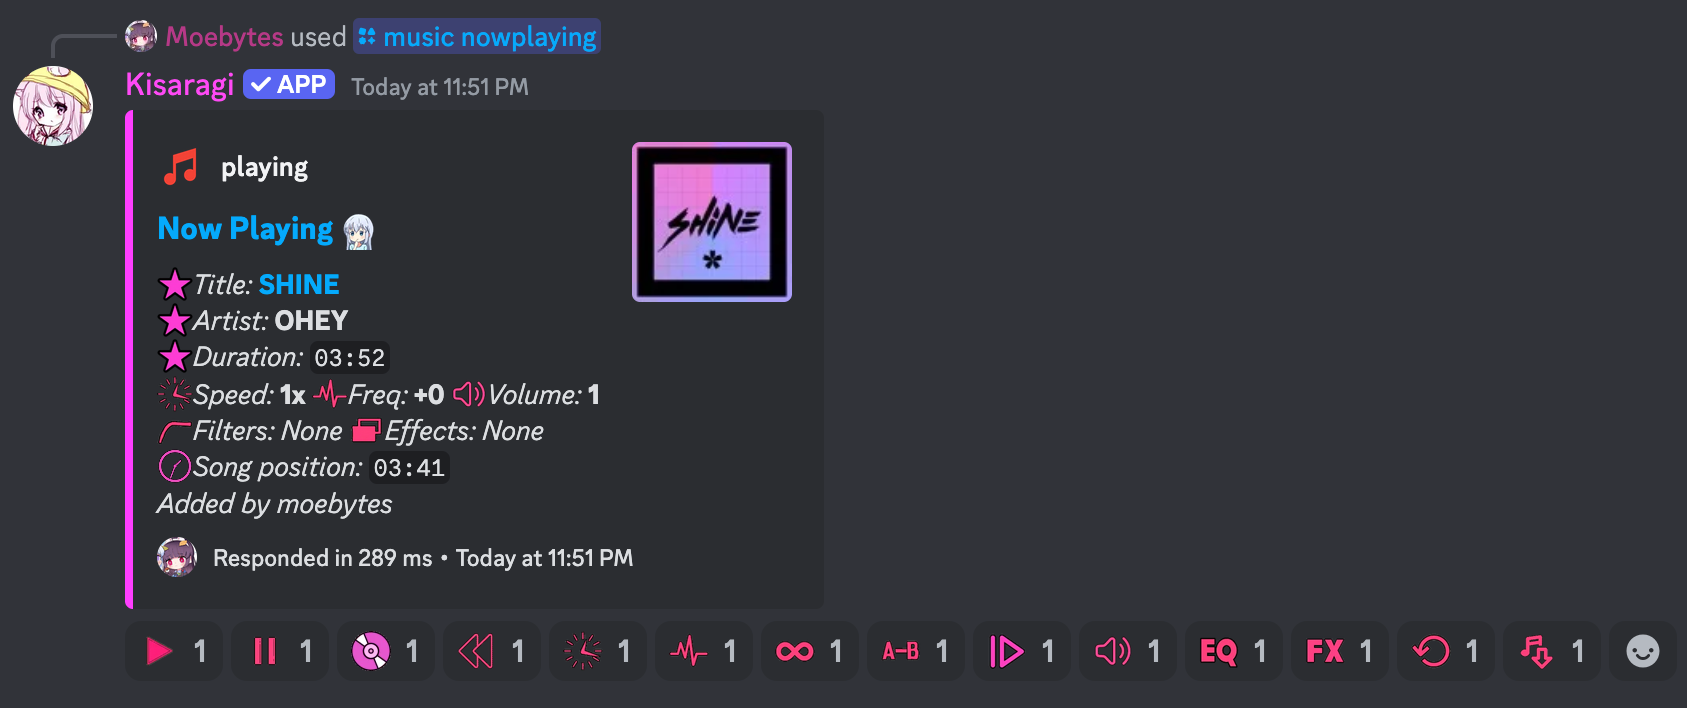 Moebytes used music nowplaying
Kisaragi APP Today at 11:51 PM
playing
Now Playing
Title: SHINE
Artist: OHEY
Duration: 03:52
Speed: 1x Freq: +0 Volume: 1
Filters: None Effects: None
Song position: 03:41
Added by moebytes
Responded in 289 ms • Today at 11:51 PM
SHINE
*
1 1 1 1 1 1 1 A-B 1 1 1 EQ 1 FX 1 1 1